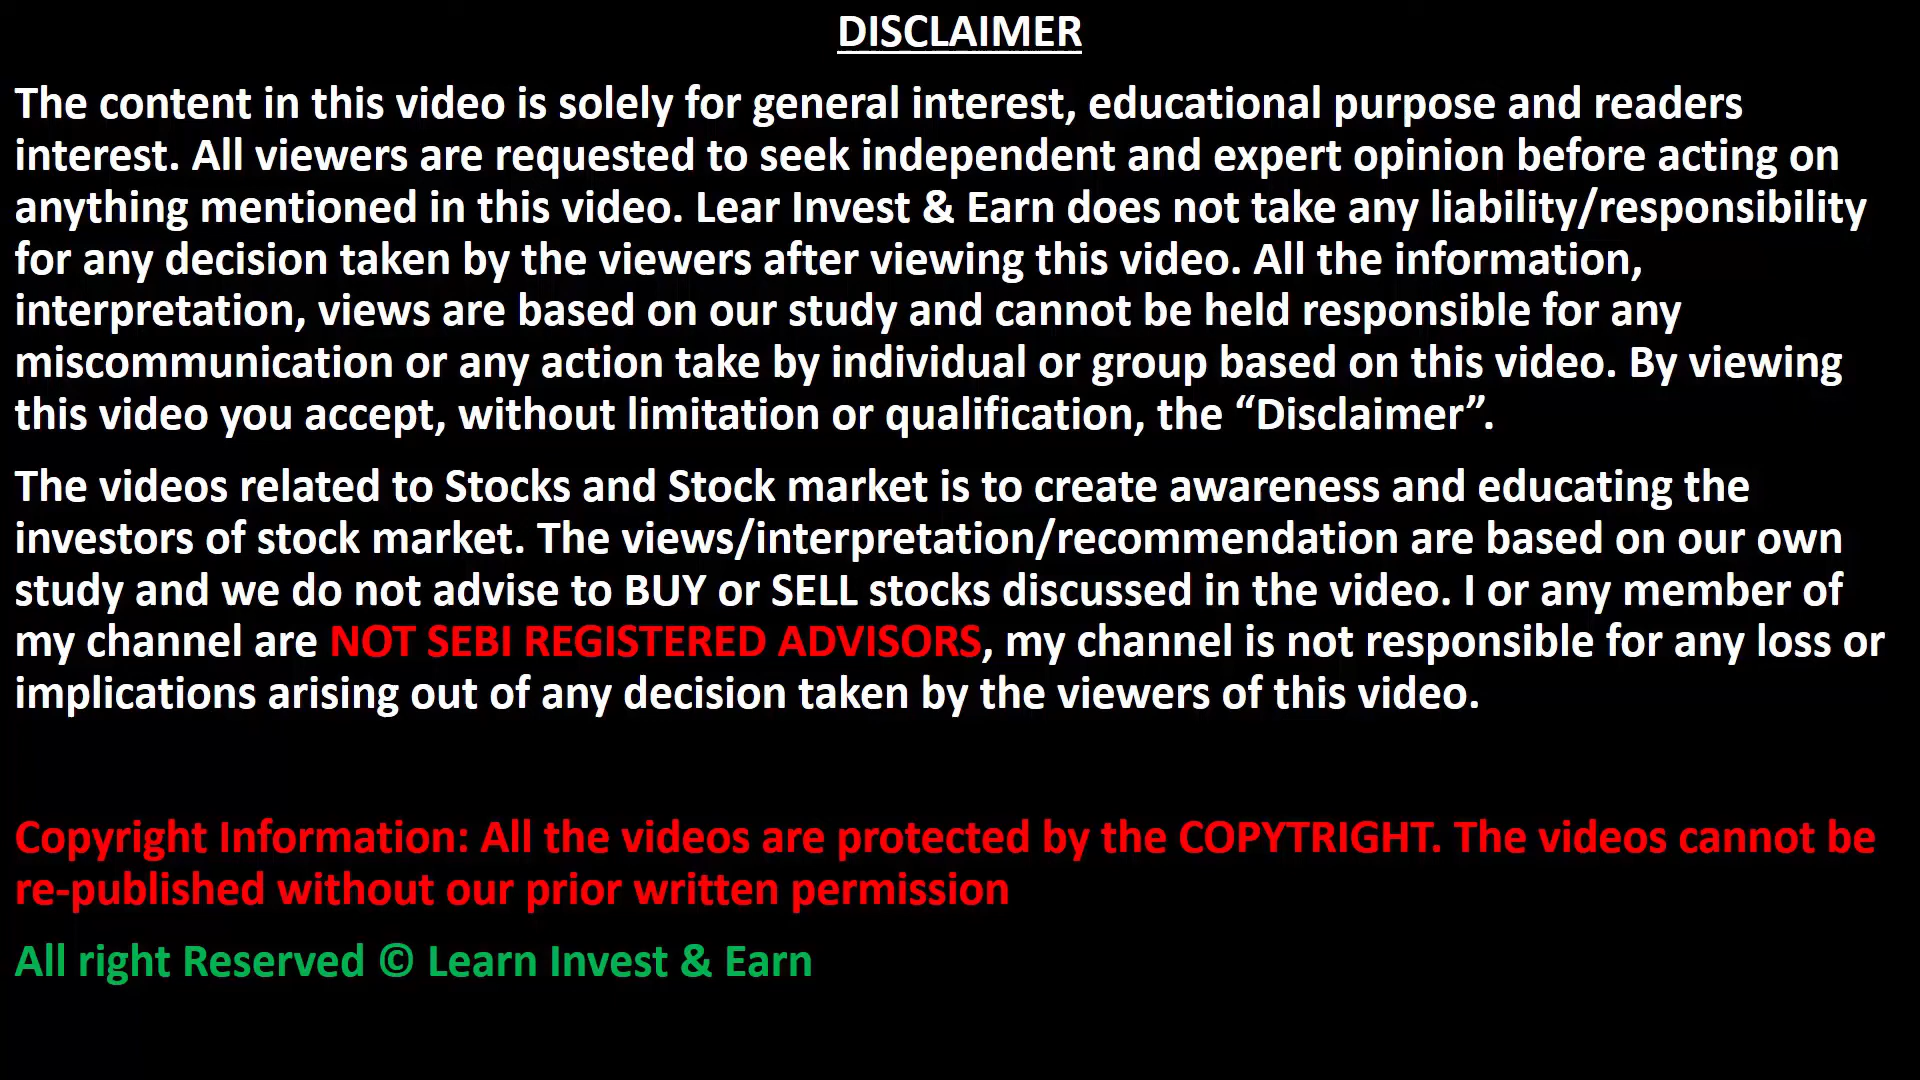 DISCLAIMER
The content in this video is solely for general interest, educational purpose and readers
interest. All viewers are requested to seek independent and expert opinion before acting on
anything mentioned in this video. Lear Invest & Earn does not take any liability/responsibility
for any decision taken by the viewers after viewing this video. All the information,
interpretation, views are based on our study and cannot be held responsible for any
miscommunication or any action take by individual or group based on this video. By viewing
this video you accept, without limitation or qualification, the “Disclaimer”.
The videos related to Stocks and Stock market is to create awareness and educating the
investors of stock market. The views/interpretation/recommendation are based on our own
study and we do not advise to BUY or SELL stocks discussed in the video. I or any member of
my channel are NOT SEBI REGISTERED ADVISORS, my channel is not responsible for any loss or
implications arising out of any decision taken by the viewers of this video.
Copyright Information: All the videos are protected by the COPYTRIGHT. The videos cannot be
re-published without our prior written permission
All right Reserved © Learn Invest & Earn